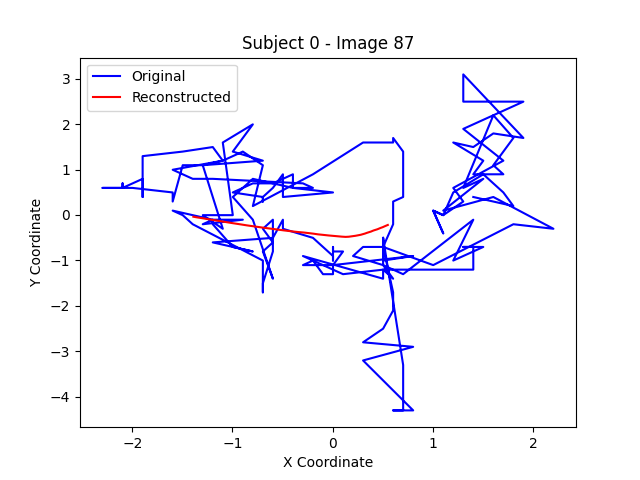 Subject 0 - Image 87
Original
Reconstructed
3
2
1
0
−1
−2
−3
−4
Y Coordinate
−2 −1 0 1 2
X Coordinate